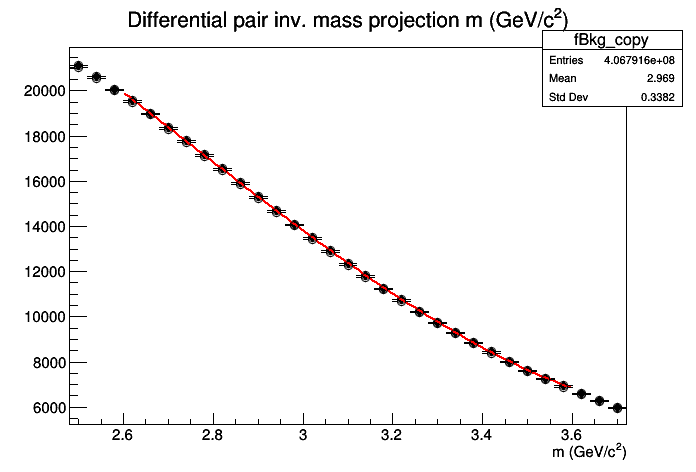 Differential pair inv. mass projection m (GeV/c²)
fBkg_copy
Entries 4.067916e+08
Mean 2.969
Std Dev 0.3382
20000
18000
16000
14000
12000
10000
8000
6000
2.6 2.8 3 3.2 3.4 3.6
m (GeV/c²)